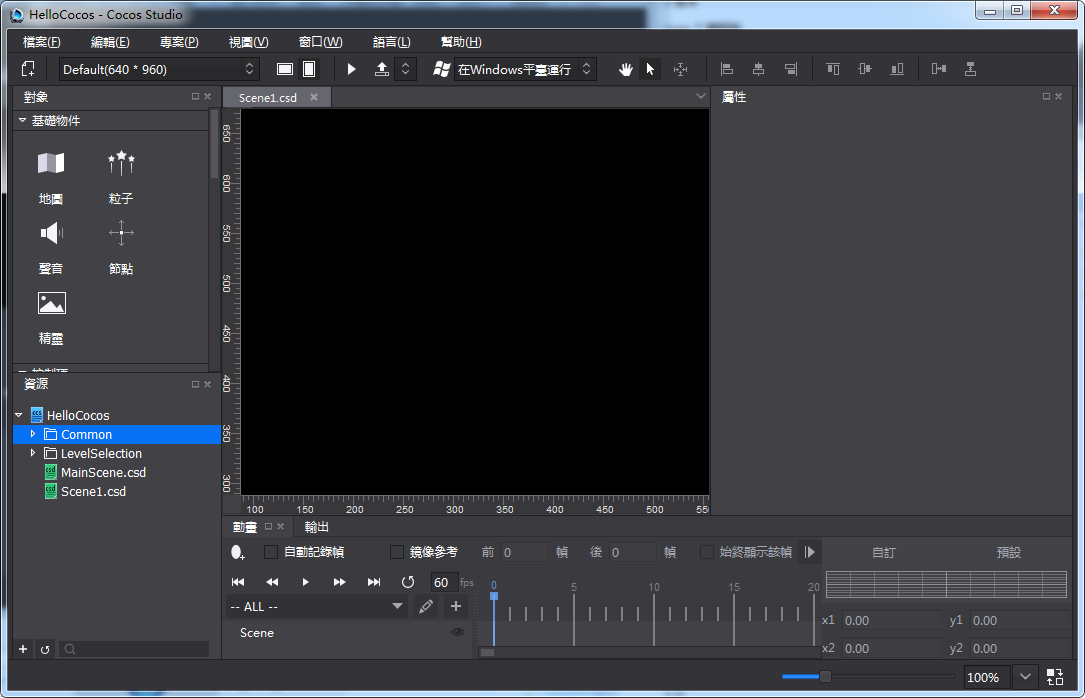 HelloCocos - Cocos Studio
檔案(F) 編輯(E) 專案(P) 視圖(V) 窗口(W) 語言(L) 幫助(H)
Default(640 * 960) 在Windows平臺運行
對象
Scene1.csd
屬性
基礎物件
地圖 粒子
聲音 節點
精靈
資源
HelloCocos
Common
LevelSelection
MainScene.csd
Scene1.csd
650
600
550
500
450
400
350
300
100 150 200 250 300 350 400 450 500 55
動畫 輸出
自動記錄幀 鏡像參考 前 0 幀 後 0 幀 始終顯示該幀 自訂 預設
60 fps 0 5 10 15 20
-- ALL --
Scene
x1 0.00 y1 0.00
x2 0.00 y2 0.00
100%